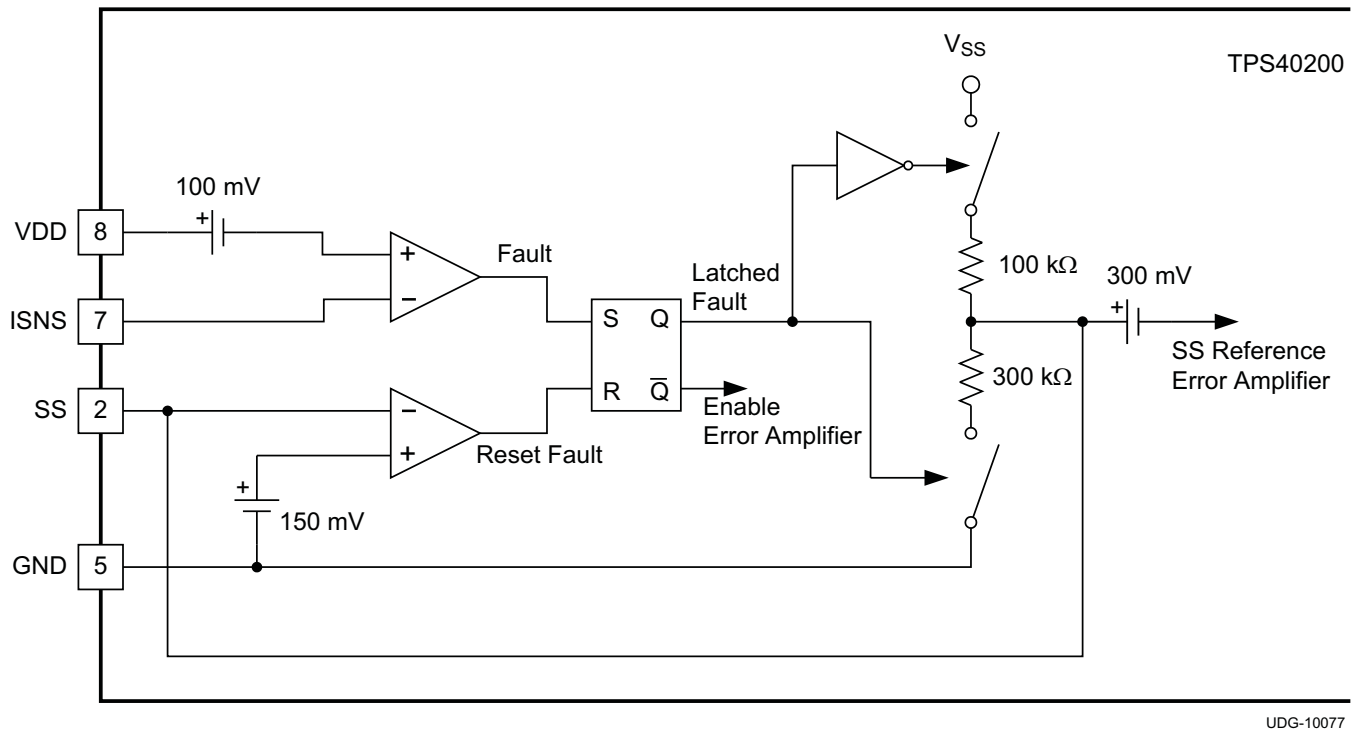 V_SS
TPS40200
100 mV
VDD 8
Fault
Latched
Fault
100 kΩ
300 mV
ISNS 7
S Q
SS Reference
Error Amplifier
300 kΩ
R Q̅
SS 2
Enable
Error Amplifier
Reset Fault
150 mV
GND 5
UDG-10077
+
−
−
+
+
+
+